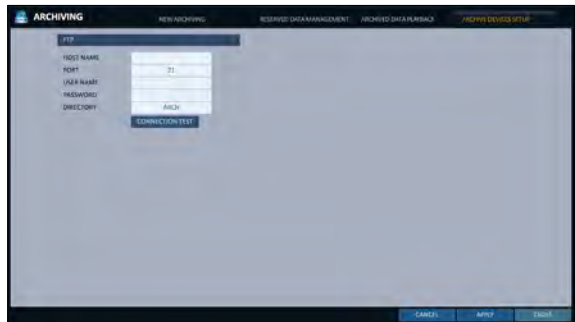 ARCHIVING NEW ARCHIVING RESERVED DATA MANAGEMENT ARCHIVED DATA PLAYBACK ARCHIVE DEVICES SETUP
FTP
HOST NAME
PORT 21
USER NAME
PASSWORD
DIRECTORY ARCH
CONNECTION TEST
CANCEL APPLY CLOSE